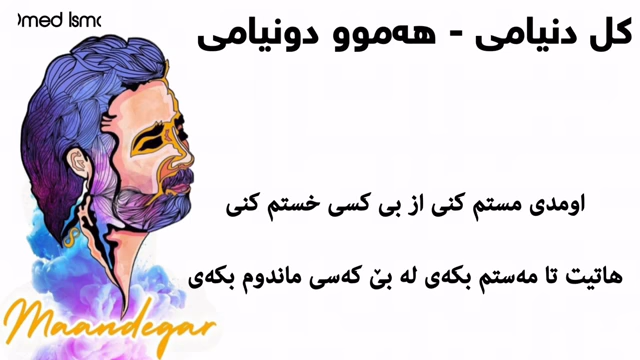 Omed Isma
کل دنیامی - هەموو دونیامی
اومدی مستم کنی از بی کسی خستم کنی
هاتیت تا مەستم بکەی لە بێ کەسی ماندوم بکەی
Maandegar